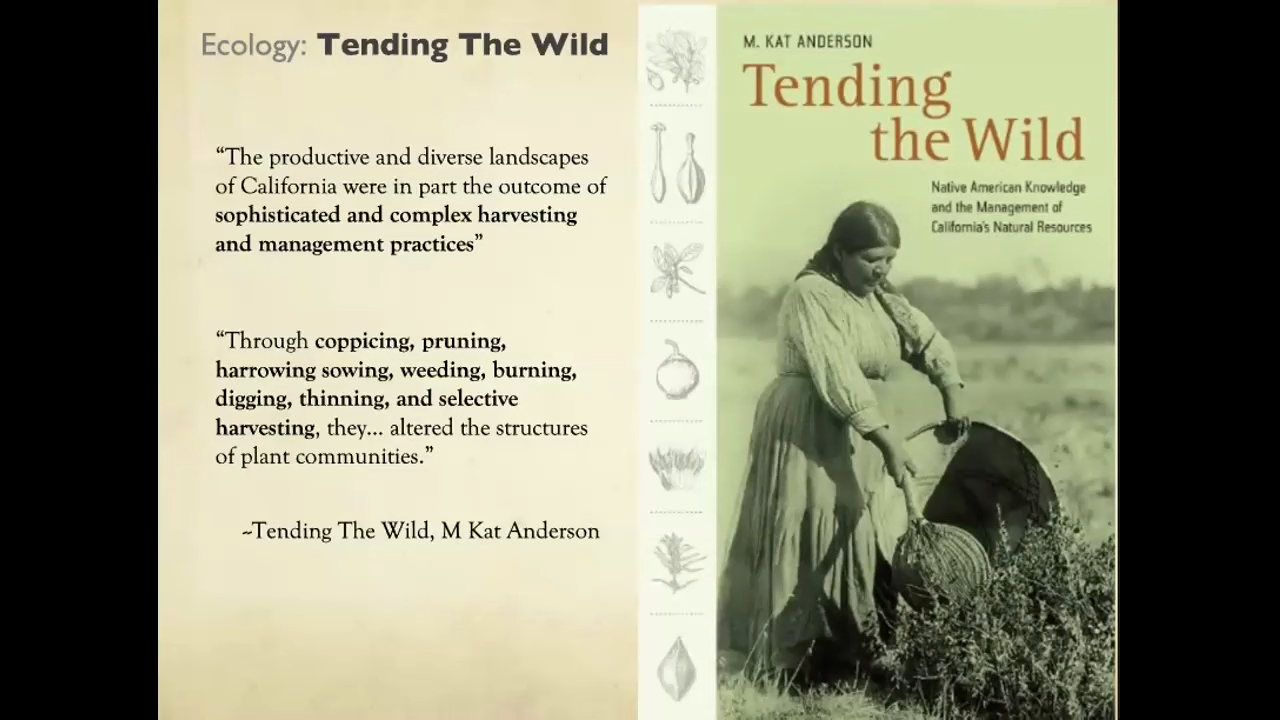 Ecology: Tending The Wild
“The productive and diverse landscapes
of California were in part the outcome of
sophisticated and complex harvesting
and management practices”
“Through coppicing, pruning,
harrowing sowing, weeding, burning,
digging, thinning, and selective
harvesting, they... altered the structures
of plant communities.”
~Tending The Wild, M Kat Anderson
M. KAT ANDERSON
Tending
the Wild
Native American Knowledge
and the Management of
California's Natural Resources